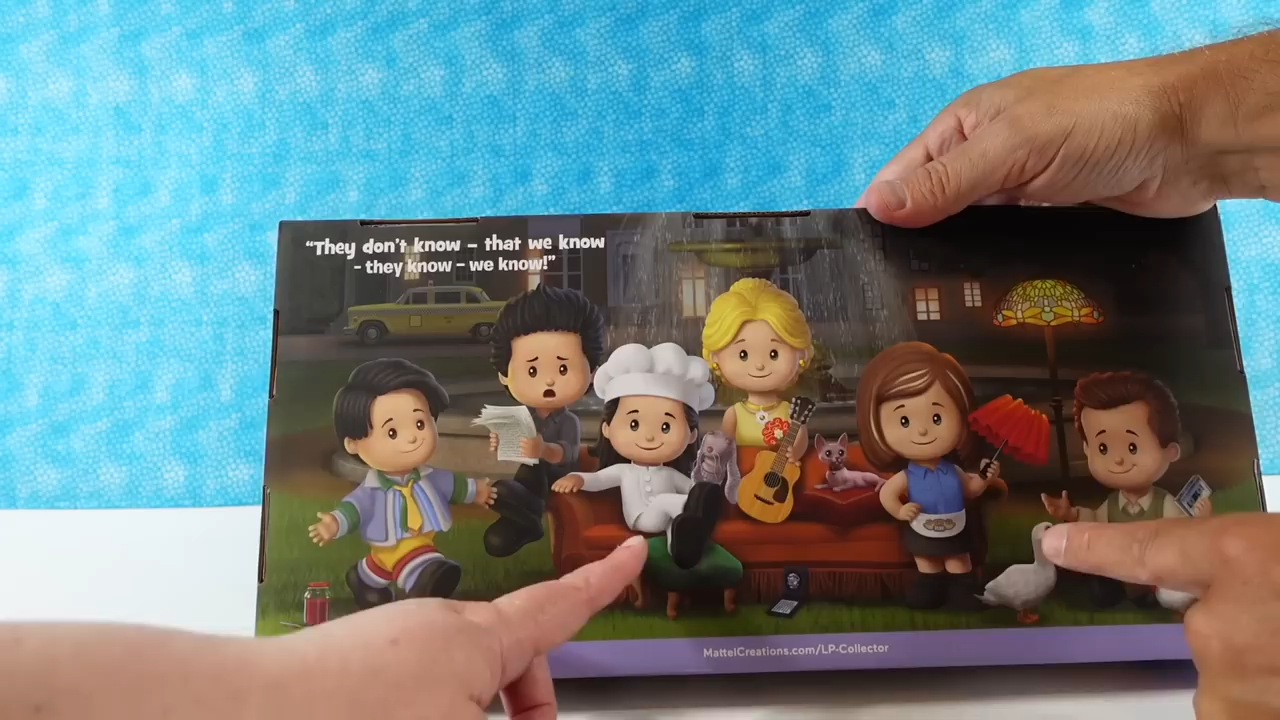 “They don’t know – that we know
- they know – we know!”
MattelCreations.com/LP-Collector